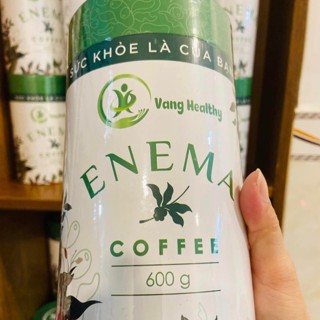 SỨC KHỎE LÀ CỦA
Vang Healthy
ENEMA
COFFEE
600 g